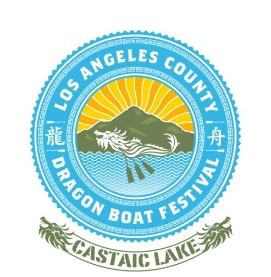 LOS ANGELES COUNTY
龍 舟
DRAGON BOAT FESTIVAL
CASTAIC LAKE